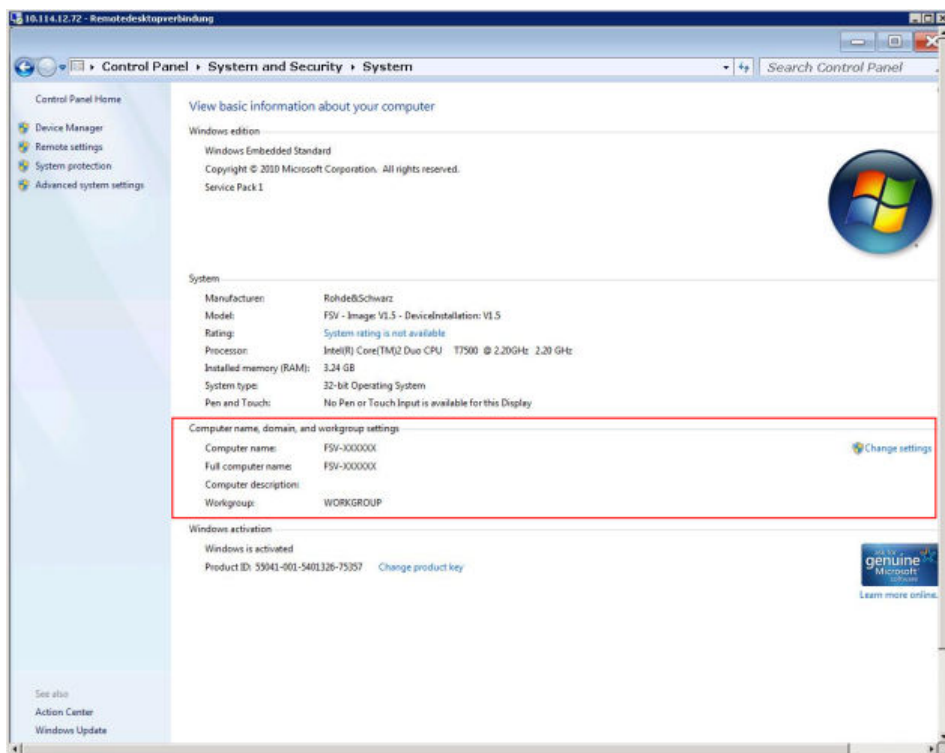 10.114.12.72 - Remotedesktopverbindung
Control Panel ▸ System and Security ▸ System
Search Control Panel
Control Panel Home
Device Manager
Remote settings
System protection
Advanced system settings
View basic information about your computer
Windows edition
Windows Embedded Standard
Copyright © 2010 Microsoft Corporation. All rights reserved.
Service Pack 1
System
Manufacturer: Rohde&Schwarz
Model: FSV - Image: V1.5 - DeviceInstallation: V1.5
Rating: System rating is not available
Processor: Intel(R) Core(TM)2 Duo CPU T7500 @ 2.20GHz 2.20 GHz
Installed memory (RAM): 3.24 GB
System type: 32-bit Operating System
Pen and Touch: No Pen or Touch Input is available for this Display
Computer name, domain, and workgroup settings
Computer name: FSV-XXXXXX
Change settings
Full computer name: FSV-XXXXXX
Computer description:
Workgroup: WORKGROUP
Windows activation
Windows is activated
Product ID: 55041-001-5401326-75357 Change product key
genuine
Microsoft
Learn more online.
See also
Action Center
Windows Update